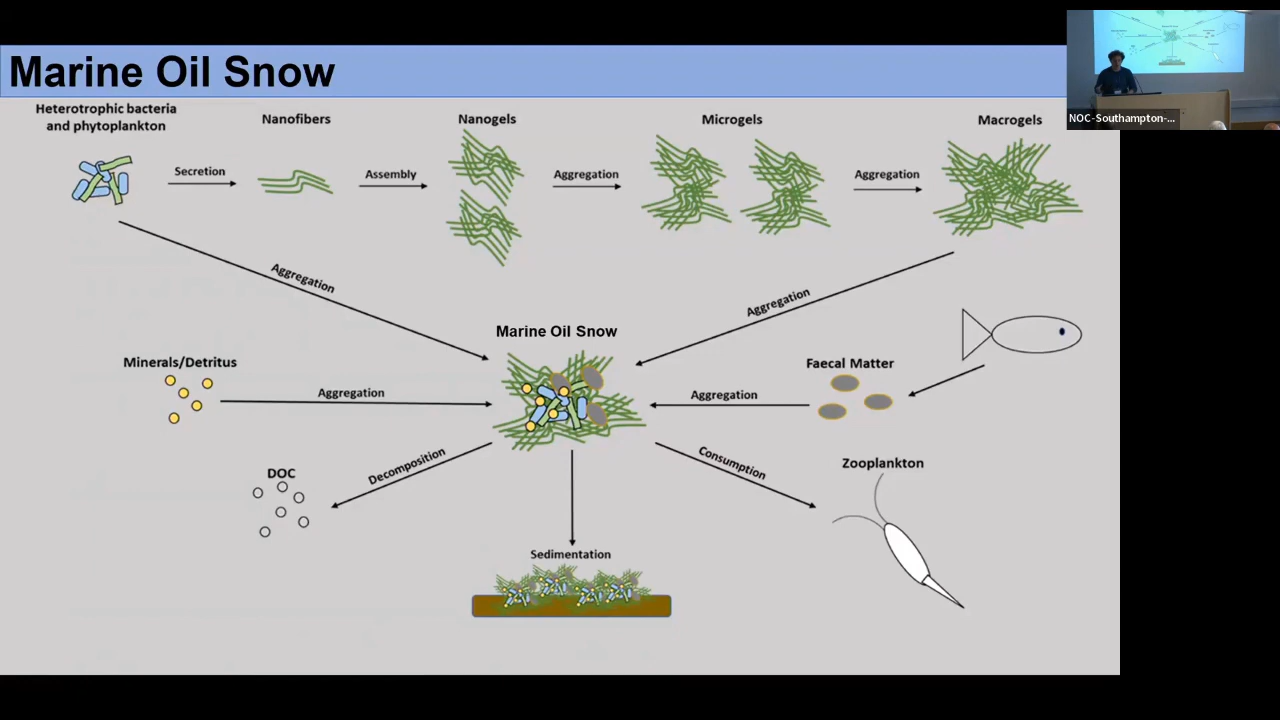 Marine Oil Snow
NOC-Southampton-...
Heterotrophic bacteria
and phytoplankton
Nanofibers
Nanogels
Microgels
Macrogels
Secretion
Assembly
Aggregation
Aggregation
Aggregation
Aggregation
Marine Oil Snow
Minerals/Detritus
Faecal Matter
Aggregation
Aggregation
Decomposition
Consumption
DOC
Zooplankton
Sedimentation